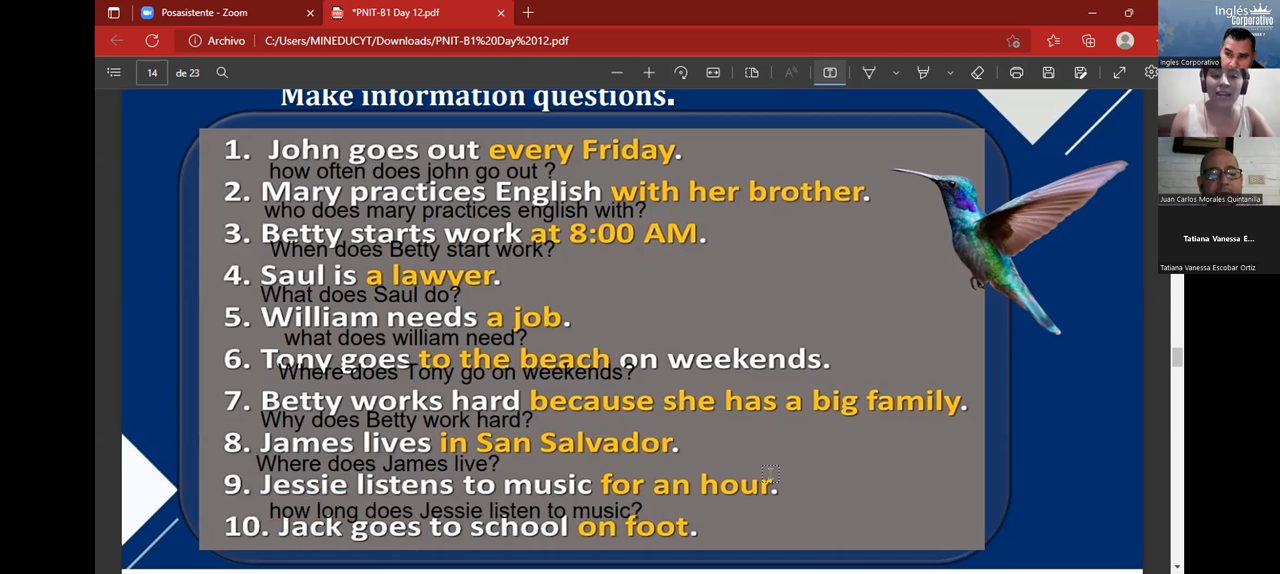 Posasistente - Zoom
*PNIT-B1 Day 12.pdf
Archivo
C:/Users/MINEDUCYT/Downloads/PNIT-B1%20Day%2012.pdf
14
de 23
Make information questions.
1. John goes out every Friday.
how often does john go out ?
2. Mary practices English with her brother.
who does mary practices english with?
3. Betty starts work at 8:00 AM.
When does Betty start work?
4. Saul is a lawyer.
What does Saul do?
5. William needs a job.
what does william need?
6. Tony goes to the beach on weekends.
Where does Tony go on weekends?
7. Betty works hard because she has a big family.
Why does Betty work hard?
8. James lives in San Salvador.
Where does James live?
9. Jessie listens to music for an hour.
how long does Jessie listen to music?
10. Jack goes to school on foot.
Inglés
Corporativo
Ingles Corporativo
Juan Carlos Morales Quintanilla
Tatiana Vanessa E...
Tatiana Vanessa Escobar Ortiz